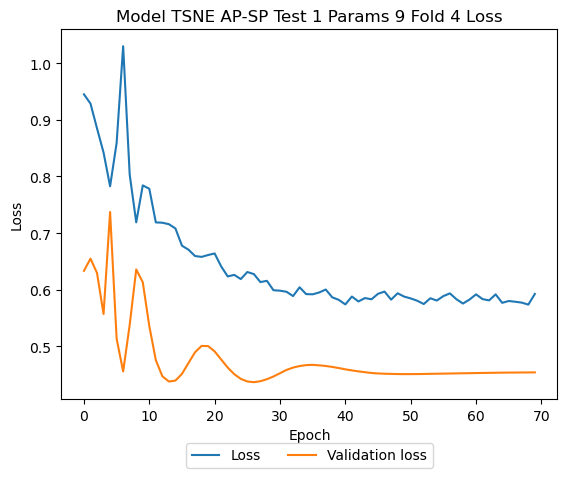 Model TSNE AP-SP Test 1 Params 9 Fold 4 Loss
1.0
0.9
0.8
0.7
0.6
0.5
Loss
0 10 20 30 40 50 60 70
Epoch
Loss Validation loss